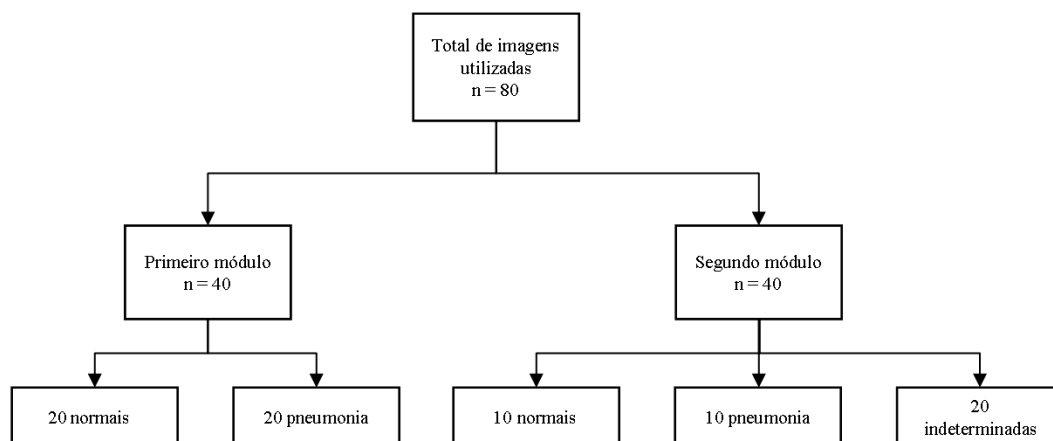 Total de imagens
utilizadas
n = 80
Primeiro módulo
n = 40
Segundo módulo
n = 40
20 normais
20 pneumonia
10 normais
10 pneumonia
20
indeterminadas